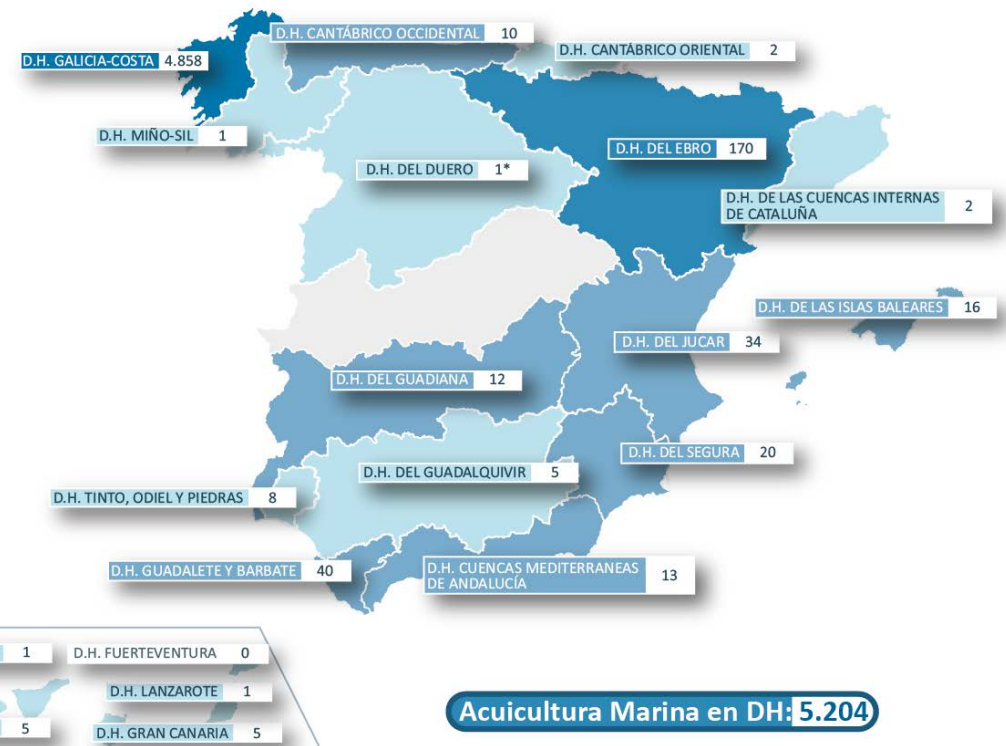 D.H. CANTÁBRICO OCCIDENTAL 10
D.H. CANTÁBRICO ORIENTAL 2
D.H. GALICIA-COSTA 4.858
D.H. MIÑO-SIL 1
D.H. DEL EBRO 170
D.H. DEL DUERO 1*
D.H. DE LAS CUENCAS INTERNAS
DE CATALUÑA 2
D.H. DE LAS ISLAS BALEARES 16
D.H. DEL JUCAR 34
D.H. DEL GUADIANA 12
D.H. DEL SEGURA 20
D.H. DEL GUADALQUIVIR 5
D.H. TINTO, ODIEL Y PIEDRAS 8
D.H. GUADALETE Y BARBATE 40
D.H. CUENCAS MEDITERRANEAS
DE ANDALUCÍA 13
1
D.H. FUERTEVENTURA 0
D.H. LANZAROTE 1
5
D.H. GRAN CANARIA 5
Acuicultura Marina en DH: 5.204